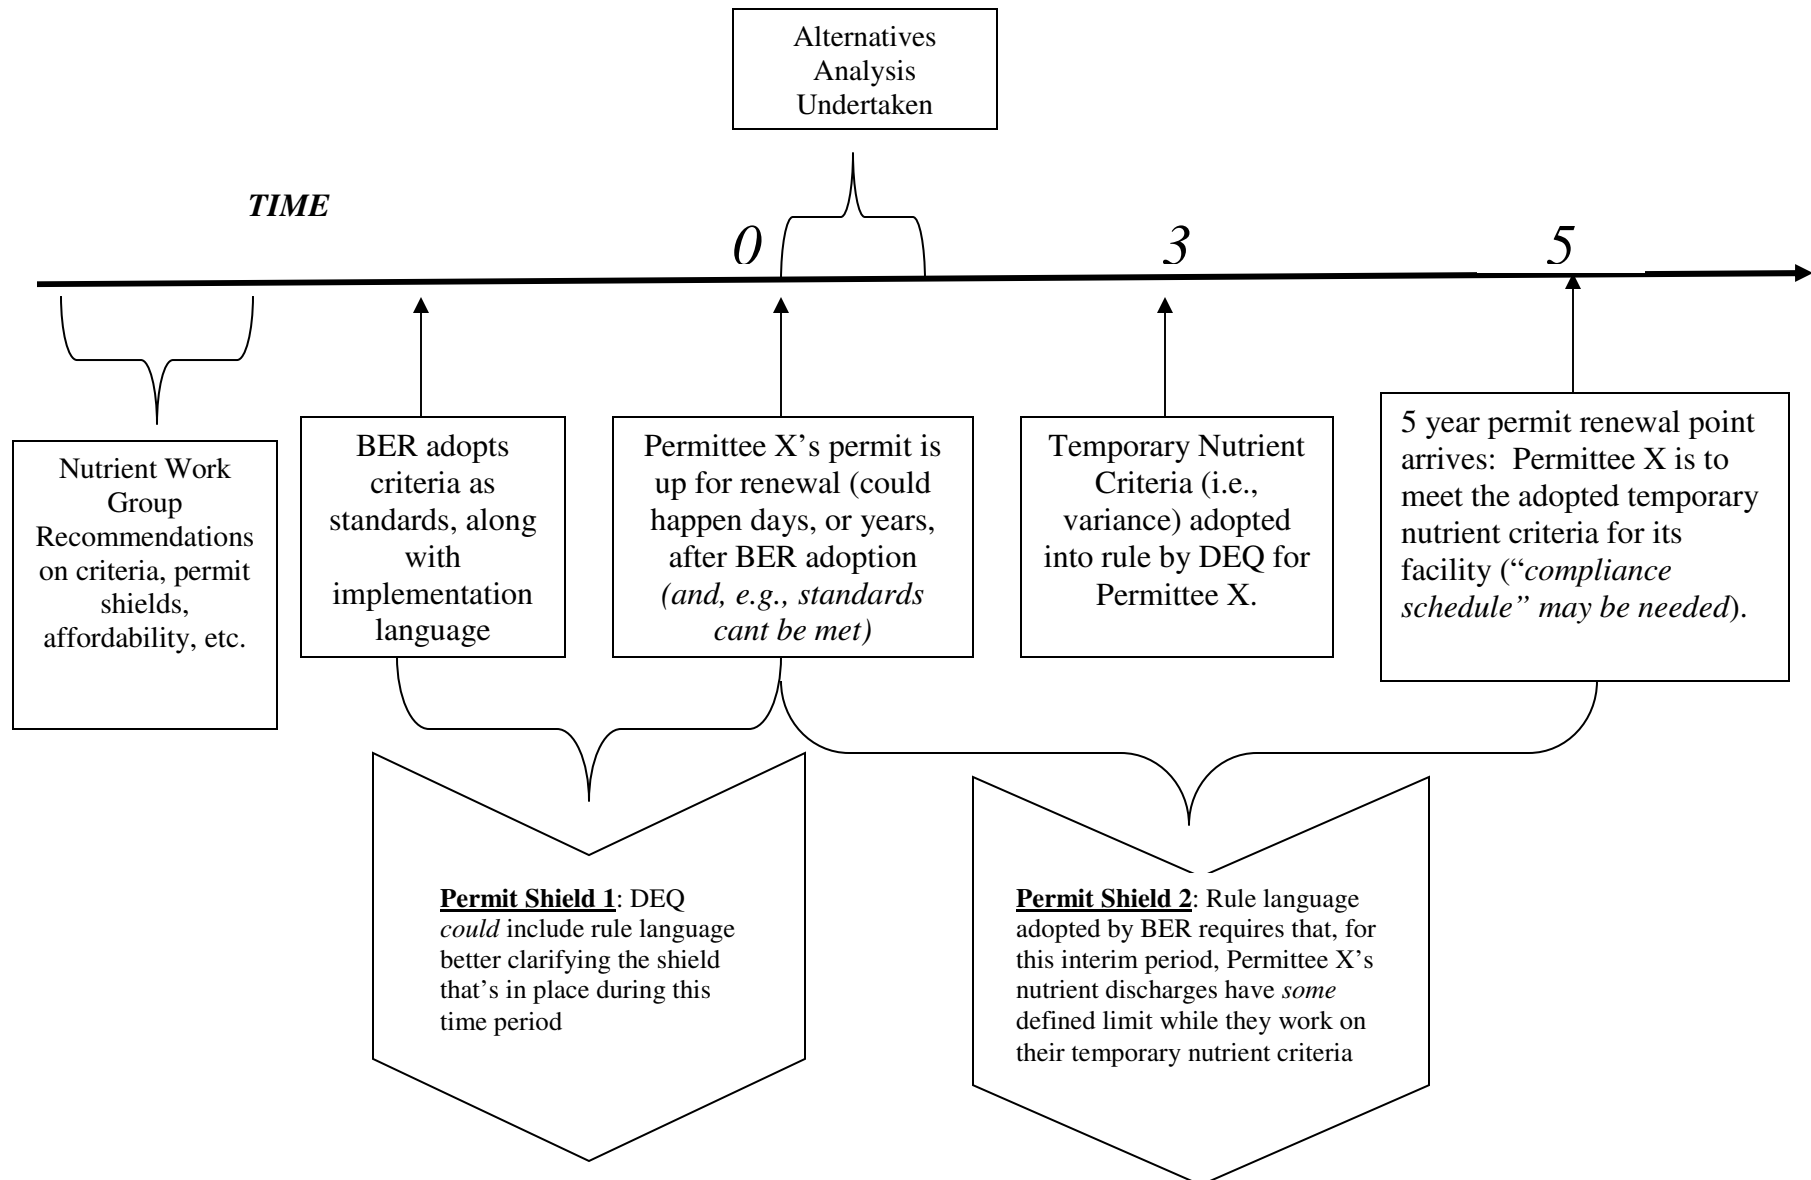 Alternatives
Analysis
Undertaken
TIME
0
3
5
Nutrient Work
Group
Recommendations
on criteria, permit
shields,
affordability, etc.
BER adopts
criteria as
standards, along
with
implementation
language
Permittee X’s permit is
up for renewal (could
happen days, or years,
after BER adoption
(and, e.g., standards
cant be met)
Temporary Nutrient
Criteria (i.e.,
variance) adopted
into rule by DEQ for
Permittee X.
5 year permit renewal point
arrives:  Permittee X is to
meet the adopted temporary
nutrient criteria for its
facility (“compliance
schedule” may be needed).
Permit Shield 1: DEQ
could include rule language
better clarifying the shield
that’s in place during this
time period
Permit Shield 2: Rule language
adopted by BER requires that, for
this interim period, Permittee X’s
nutrient discharges have some
defined limit while they work on
their temporary nutrient criteria